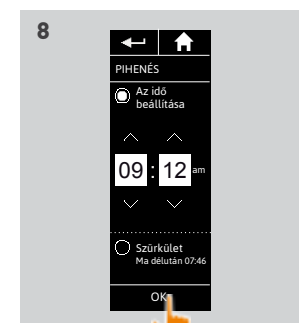 8
PIHENÉS
Az idő
beállítása
09 : 12 am
Szürkület
Ma délután 07:46
OK